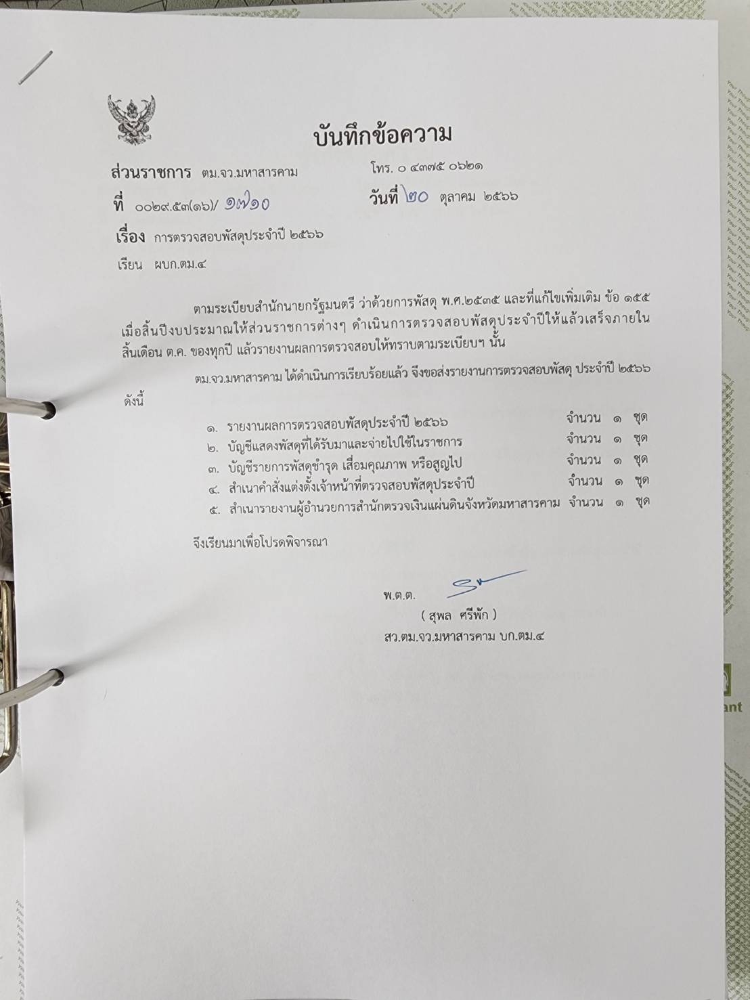 บันทึกข้อความ
ส่วนราชการ ตม.จว.มหาสารคาม โทร. ๐ ๔๓๗๕ ๐๖๒๑
ที่ ๐๐๒๙.๕๓(๑๖)/ ๑๗๑๐ วันที่ ๒๐ ตุลาคม ๒๕๖๖
เรื่อง การตรวจสอบพัสดุประจำปี ๒๕๖๖
เรียน ผบก.ตม.๔
ตามระเบียบสำนักนายกรัฐมนตรี ว่าด้วยการพัสดุ พ.ศ.๒๕๓๕ และที่แก้ไขเพิ่มเติม ข้อ ๑๕๕
เมื่อสิ้นปีงบประมาณให้ส่วนราชการต่างๆ ดำเนินการตรวจสอบพัสดุประจำปีให้แล้วเสร็จภายใน
สิ้นเดือน ต.ค. ของทุกปี แล้วรายงานผลการตรวจสอบให้ทราบตามระเบียบฯ นั้น
ตม.จว.มหาสารคาม ได้ดำเนินการเรียบร้อยแล้ว จึงขอส่งรายงานการตรวจสอบพัสดุ ประจำปี ๒๕๖๖
ดังนี้
๑. รายงานผลการตรวจสอบพัสดุประจำปี ๒๕๖๖ จำนวน ๑ ชุด
๒. บัญชีแสดงพัสดุที่ได้รับมาและจ่ายไปใช้ในราชการ จำนวน ๑ ชุด
๓. บัญชีรายการพัสดุชำรุด เสื่อมคุณภาพ หรือสูญไป จำนวน ๑ ชุด
๔. สำเนาคำสั่งแต่งตั้งเจ้าหน้าที่ตรวจสอบพัสดุประจำปี จำนวน ๑ ชุด
๕. สำเนารายงานผู้อำนวยการสำนักตรวจเงินแผ่นดินจังหวัดมหาสารคาม จำนวน ๑ ชุด
จึงเรียนมาเพื่อโปรดพิจารณา
พ.ต.ต.
( สุพล ศรีพัก )
สว.ตม.จว.มหาสารคาม บก.ตม.๔